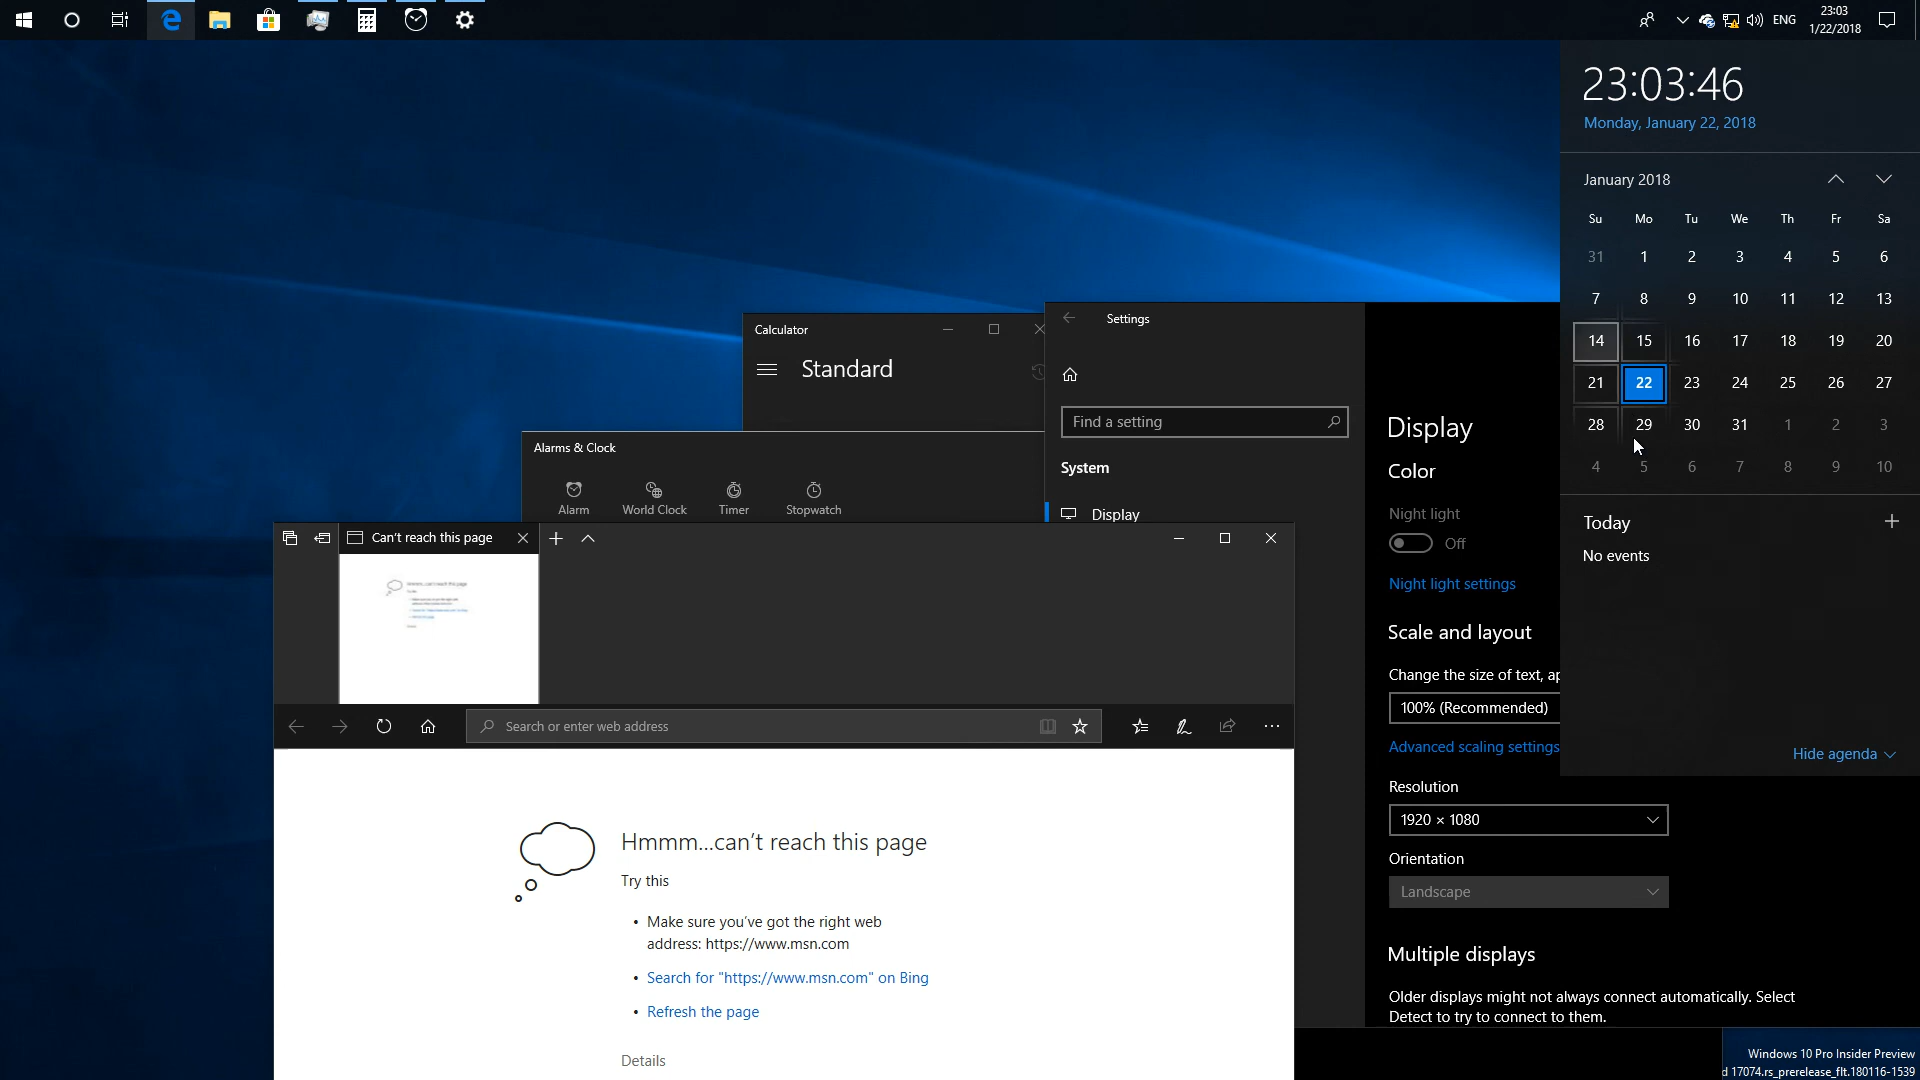 ENG
23:03
1/22/2018
23:03:46
Monday, January 22, 2018
January 2018
Su Mo Tu We Th Fr Sa
31 1 2 3 4 5 6
7 8 9 10 11 12 13
14 15 16 17 18 19 20
21 22 23 24 25 26 27
28 29 30 31 1 2 3
4 5 6 7 8 9 10
Today
No events
Hide agenda
Calculator
Standard
Settings
Find a setting
System
Display
Display
Color
Night light
Off
Night light settings
Scale and layout
Change the size of text, ap
100% (Recommended)
Advanced scaling settings
Resolution
1920 × 1080
Orientation
Landscape
Multiple displays
Older displays might not always connect automatically. Select
Detect to try to connect to them.
Alarms & Clock
Alarm World Clock Timer Stopwatch
Can't reach this page
Search or enter web address
Hmmm...can't reach this page
Try this
• Make sure you've got the right web
address: https://www.msn.com
• Search for "https://www.msn.com" on Bing
• Refresh the page
Details
Windows 10 Pro Insider Preview
d 17074.rs_prerelease_flt.180116-1539